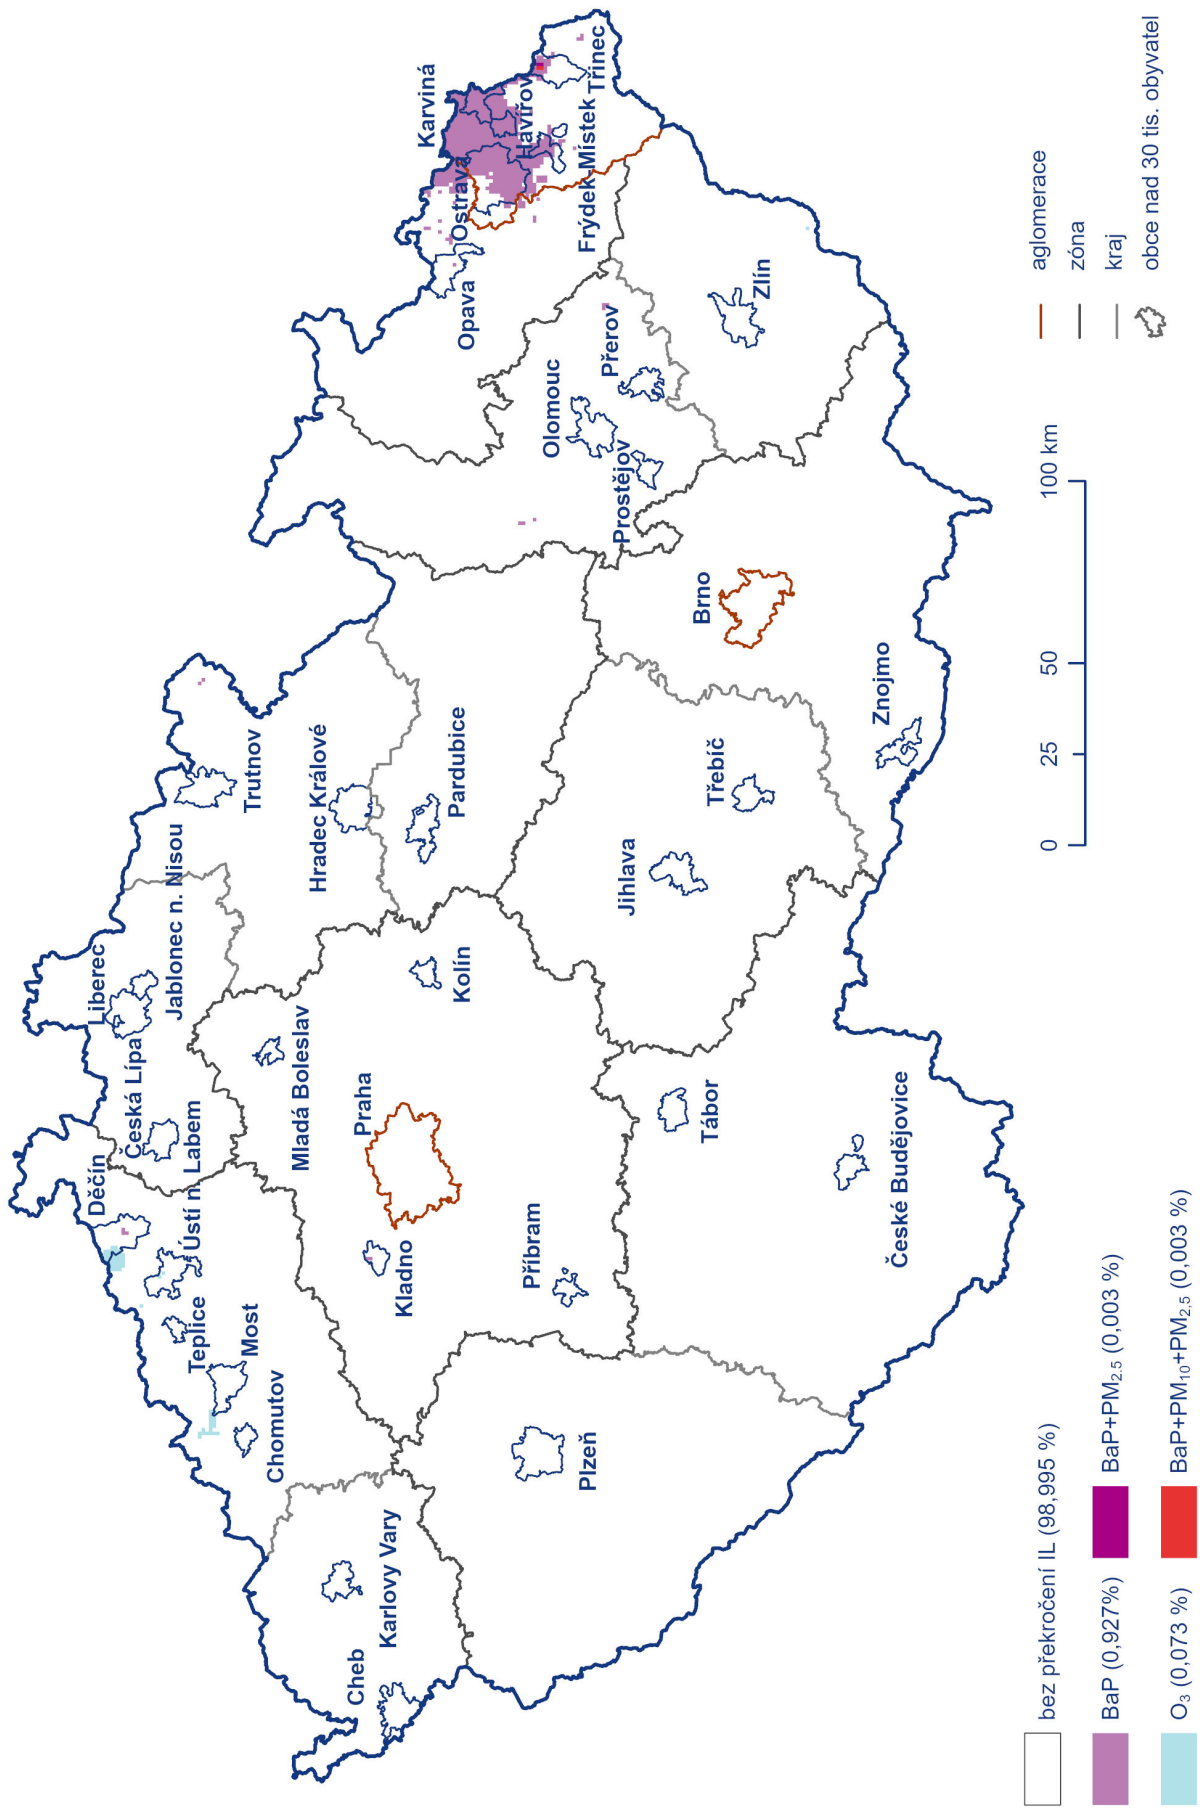 Liberec
Děčín
Česká Lípa
Jablonec n. Nisou
Ústí n. Labem
Trutnov
Teplice
Most
Chomutov
Mladá Boleslav
Hradec Králové
Karlovy Vary
Cheb
Praha
Kladno
Kolín
Pardubice
Opava
Ostrava
Karviná
Havířov
Třinec
Frýdek-Místek
Příbram
Plzeň
Olomouc
Přerov
Prostějov
Jihlava
Tábor
Třebíč
Brno
Zlín
České Budějovice
Znojmo
bez překročení IL (98,995 %)
BaP (0,927%)
BaP+PM2.5 (0,003 %)
O3 (0,073 %)
BaP+PM10+PM2,5 (0,003 %)
0 25 50 100 km
aglomerace
zóna
kraj
obce nad 30 tis. obyvatel